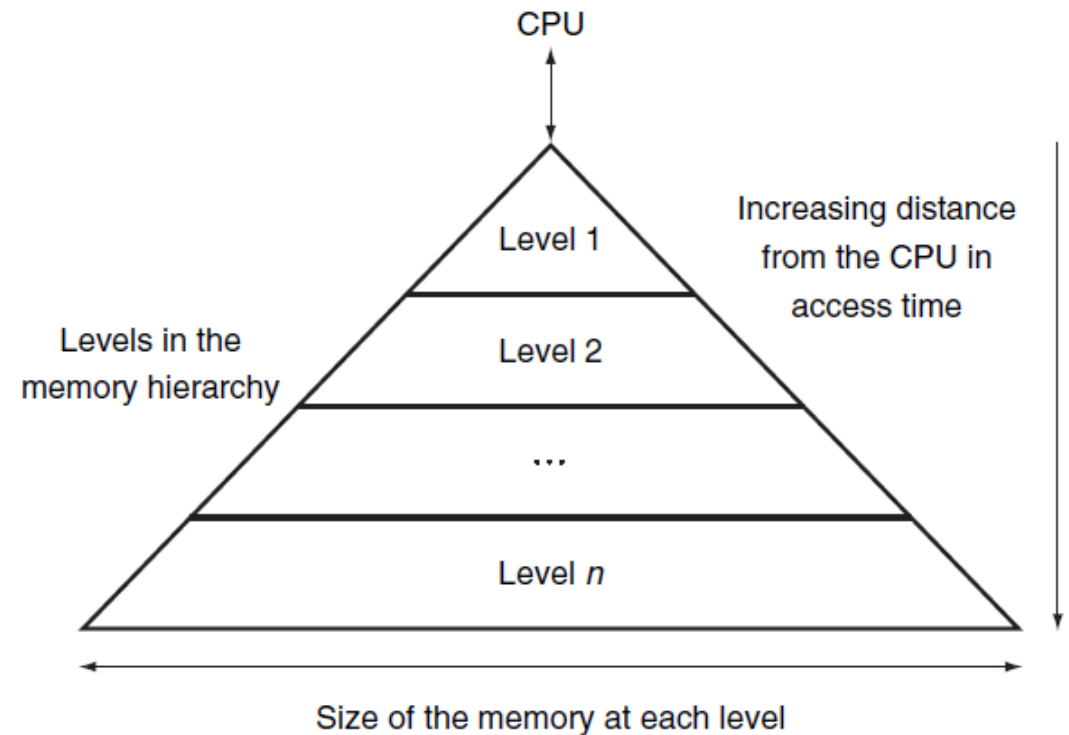 CPU
Level 1
Increasing distance
from the CPU in
access time
Levels in the
memory hierarchy
Level 2
...
Level n
Size of the memory at each level